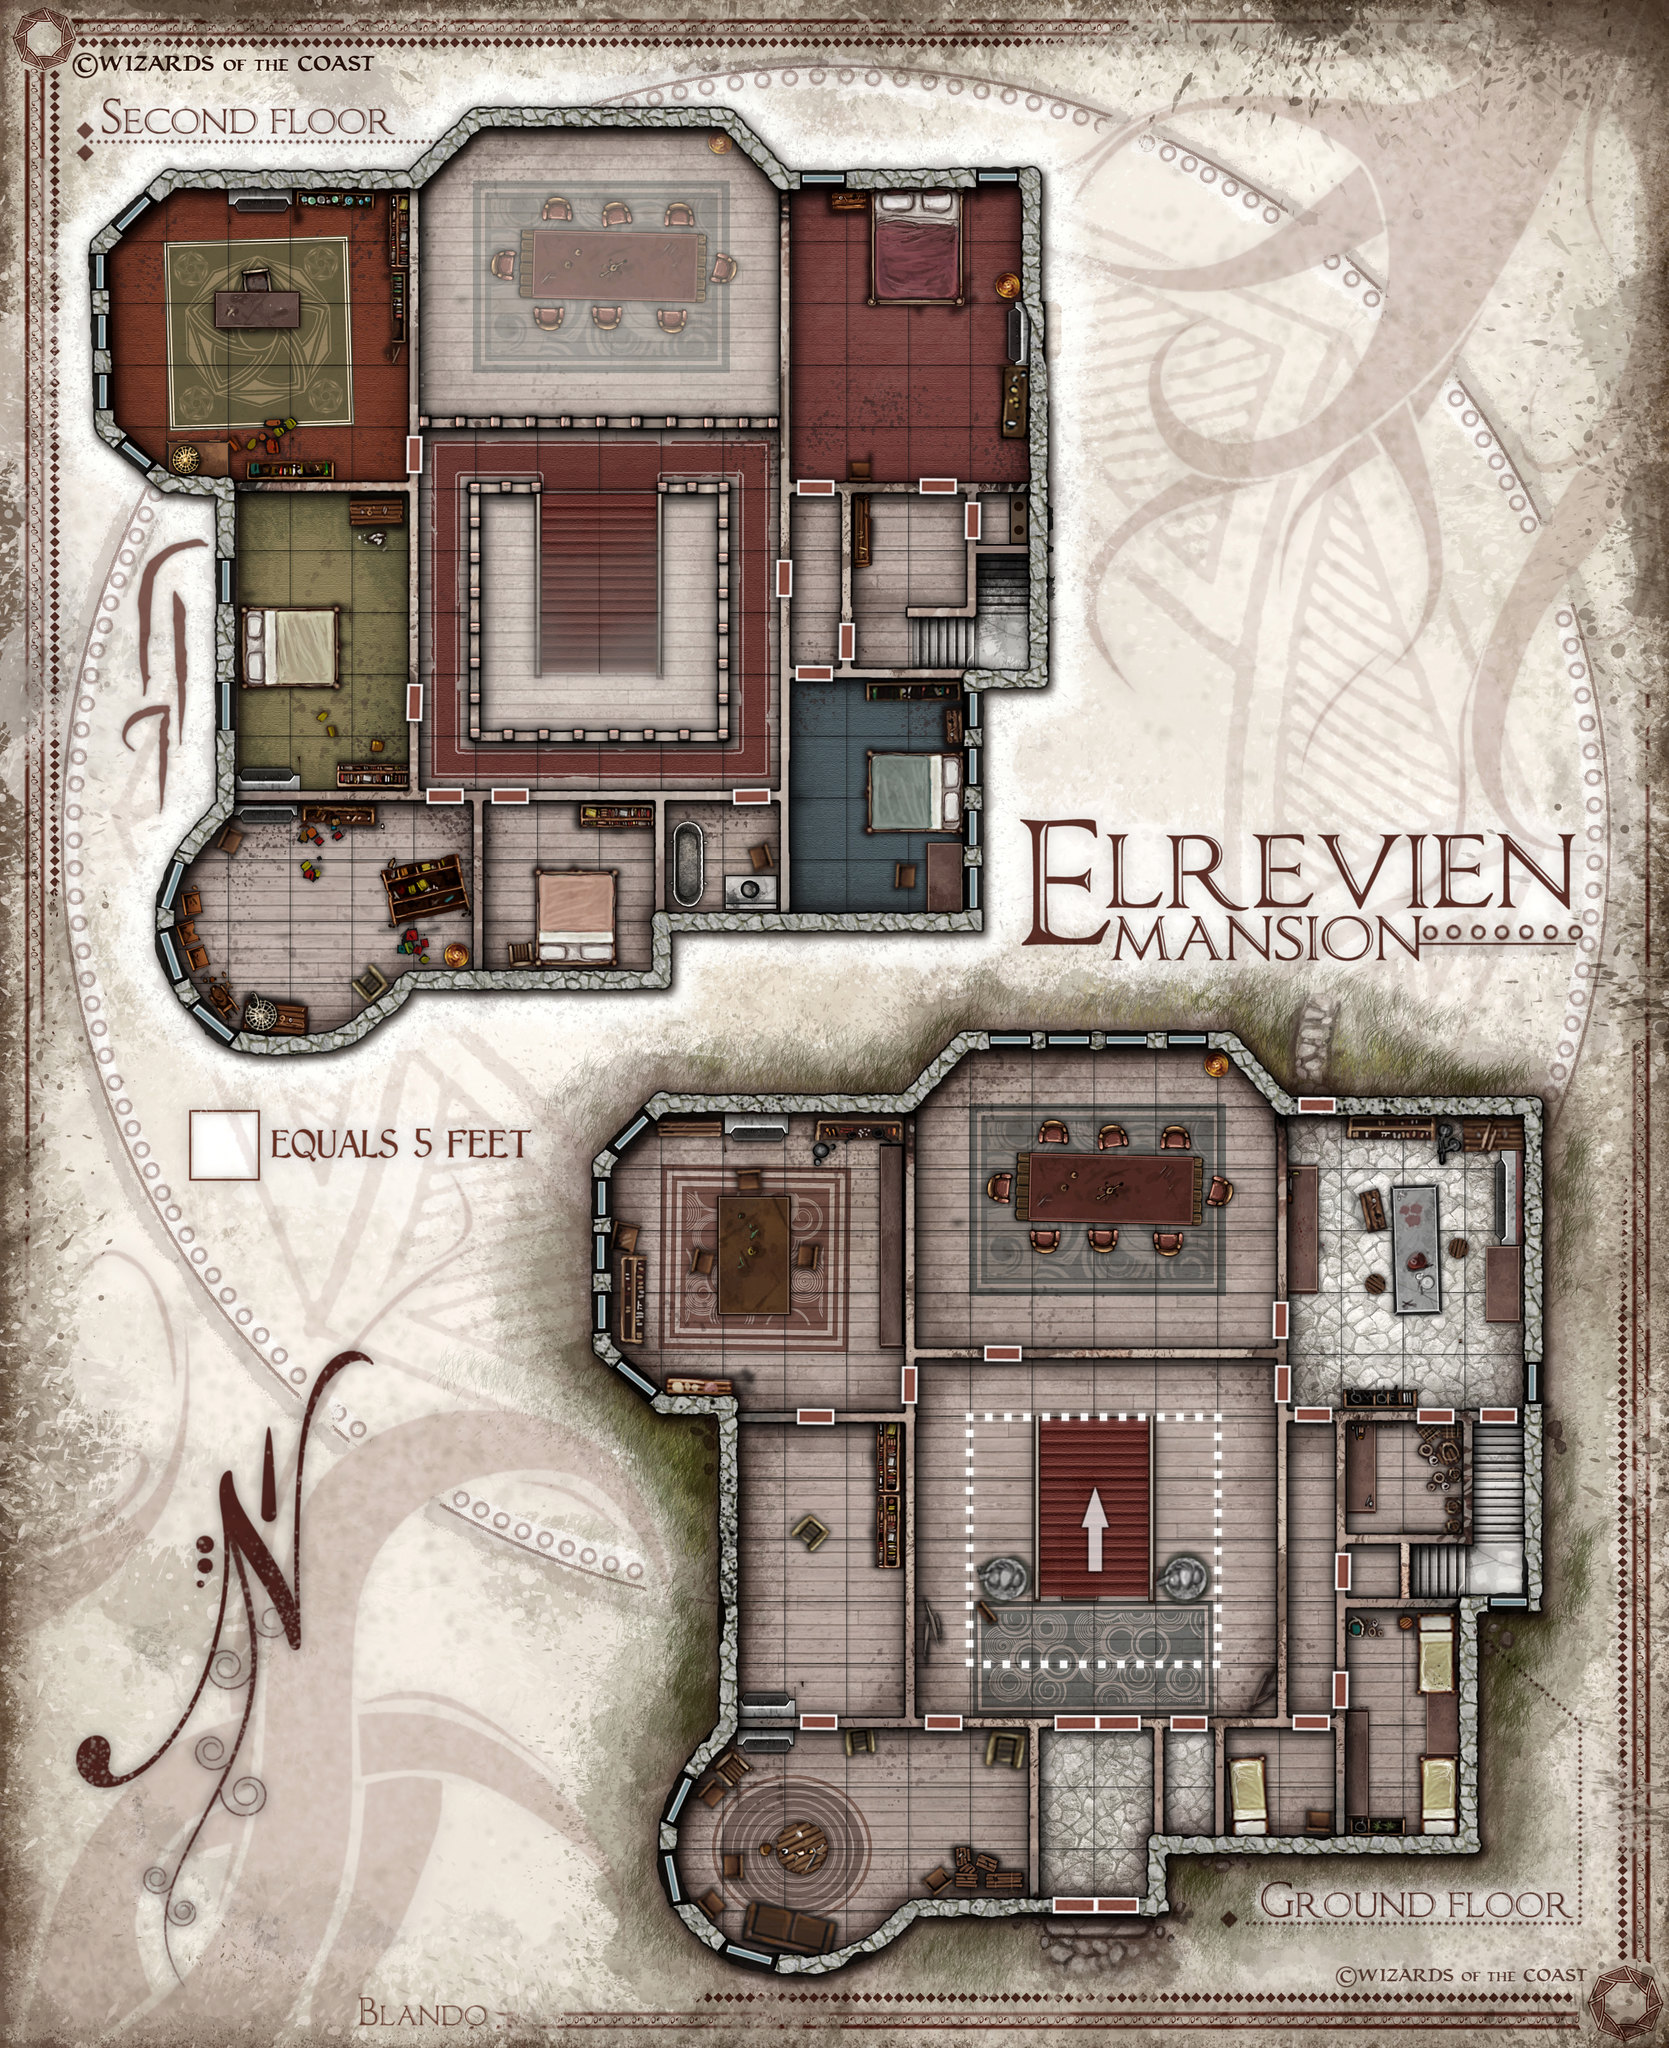 ©WIZARDS OF THE COAST
SECOND FLOOR
ELREVIEN
MANSION
EQUALS 5 FEET
N
GROUND FLOOR
©WIZARDS OF THE COAST
BLANDO